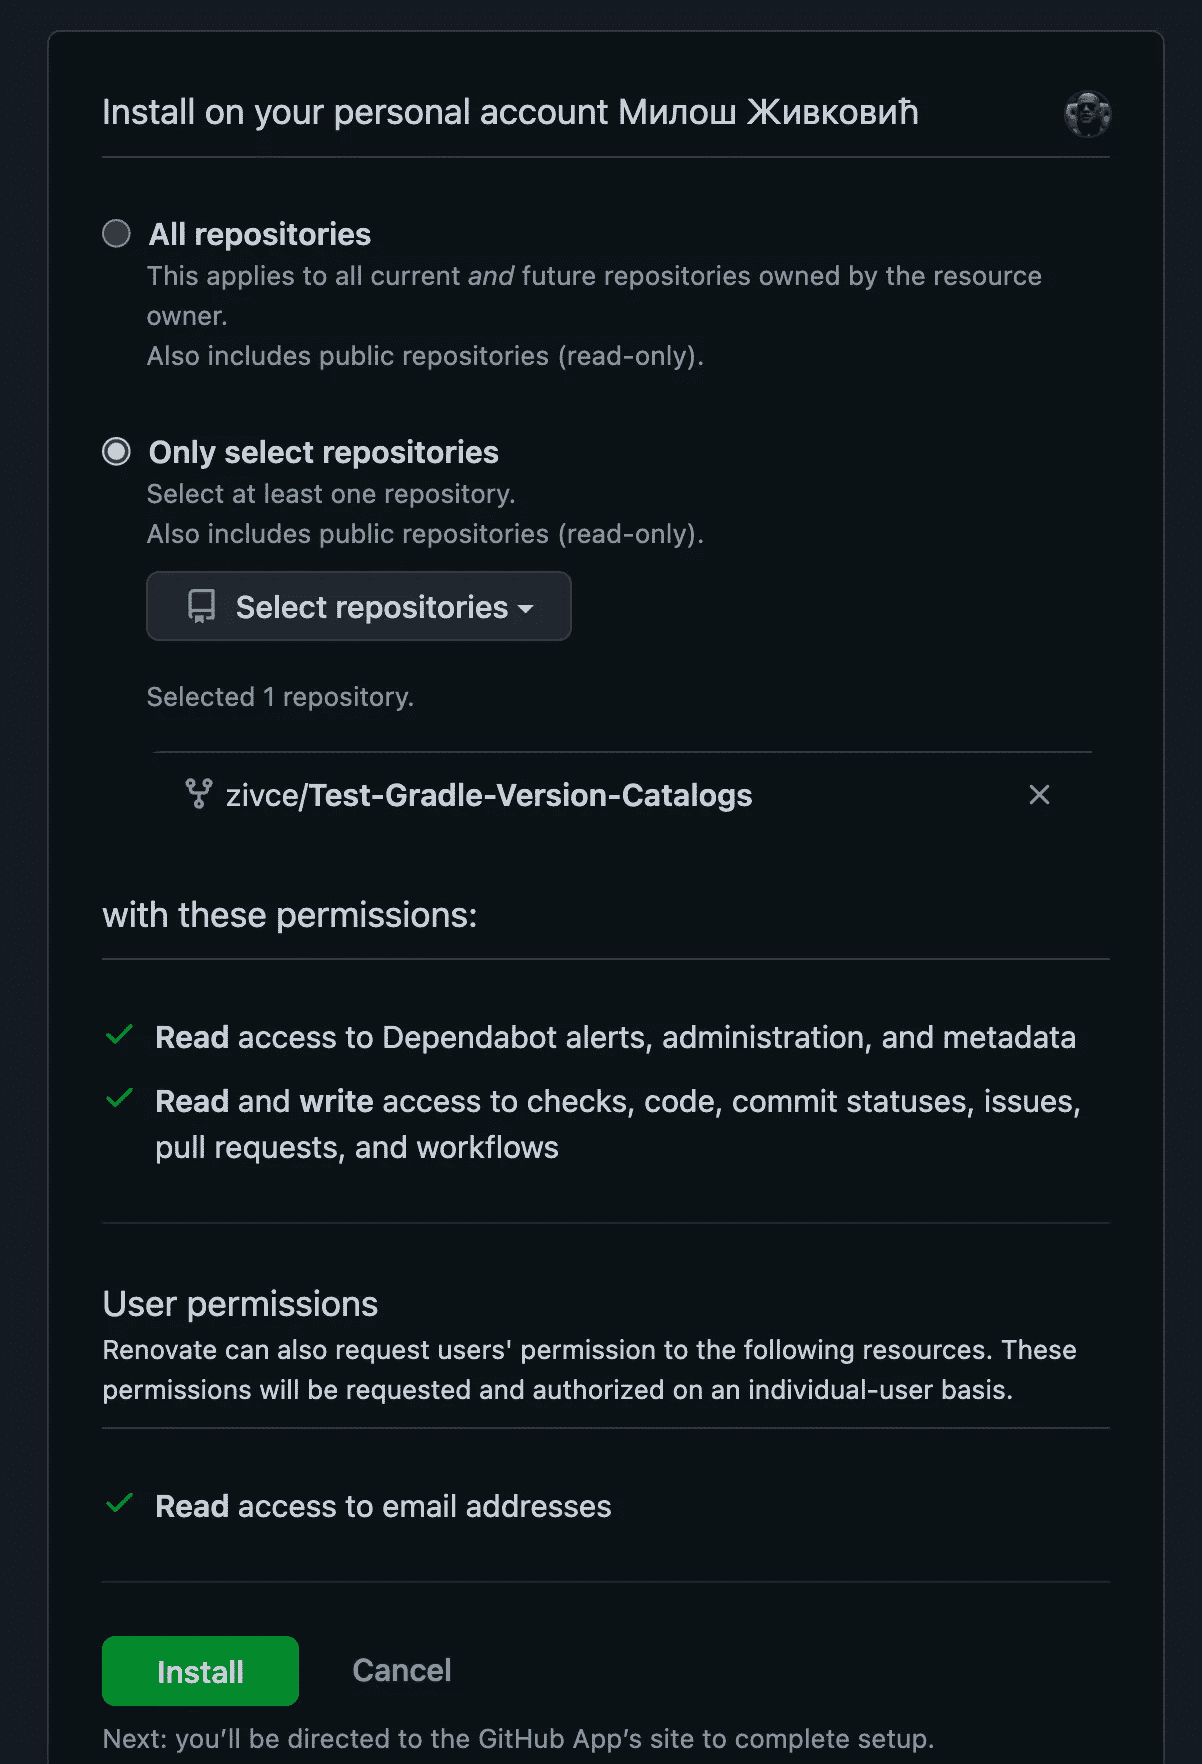 Install on your personal account Милош Живковић
All repositories
This applies to all current and future repositories owned by the resource
owner.
Also includes public repositories (read-only).
Only select repositories
Select at least one repository.
Also includes public repositories (read-only).
Select repositories
Selected 1 repository.
zivce/Test-Gradle-Version-Catalogs
with these permissions:
Read access to Dependabot alerts, administration, and metadata
Read and write access to checks, code, commit statuses, issues,
pull requests, and workflows
User permissions
Renovate can also request users' permission to the following resources. These
permissions will be requested and authorized on an individual-user basis.
Read access to email addresses
Install Cancel
Next: you’ll be directed to the GitHub App’s site to complete setup.